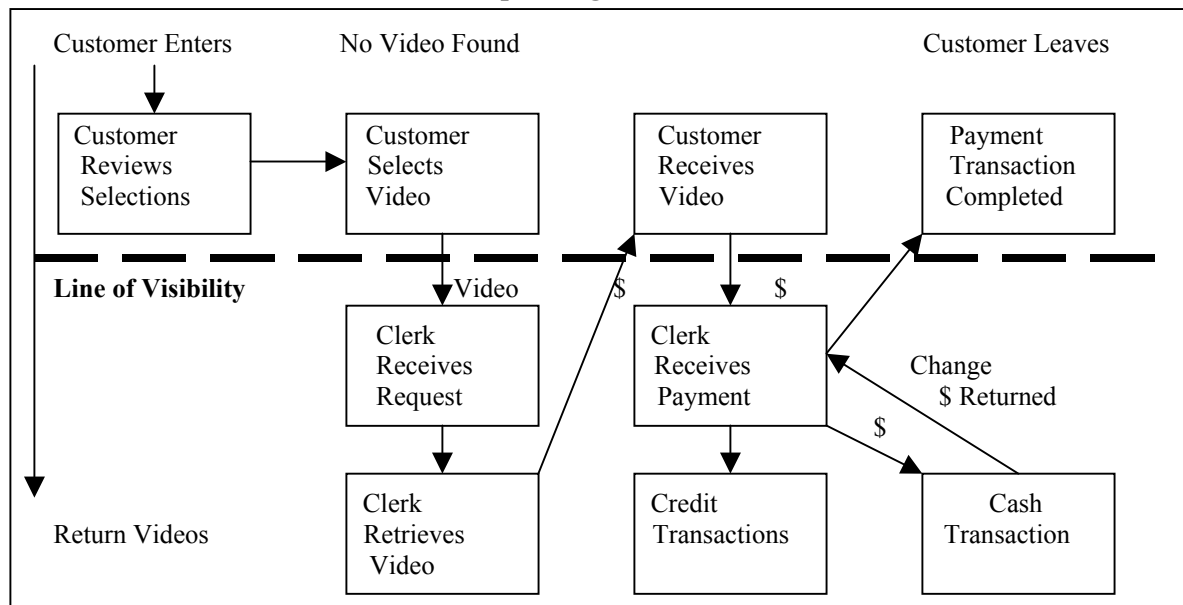 Customer Enters
No Video Found
Customer Leaves
Customer
Reviews
Selections
Customer
Selects
Video
Customer
Receives
Video
Payment
Transaction
Completed
Line of Visibility
Video
$
$
Clerk
Receives
Request
Clerk
Receives
Payment
Change
$ Returned
$
Return Videos
Clerk
Retrieves
Video
Credit
Transactions
Cash
Transaction